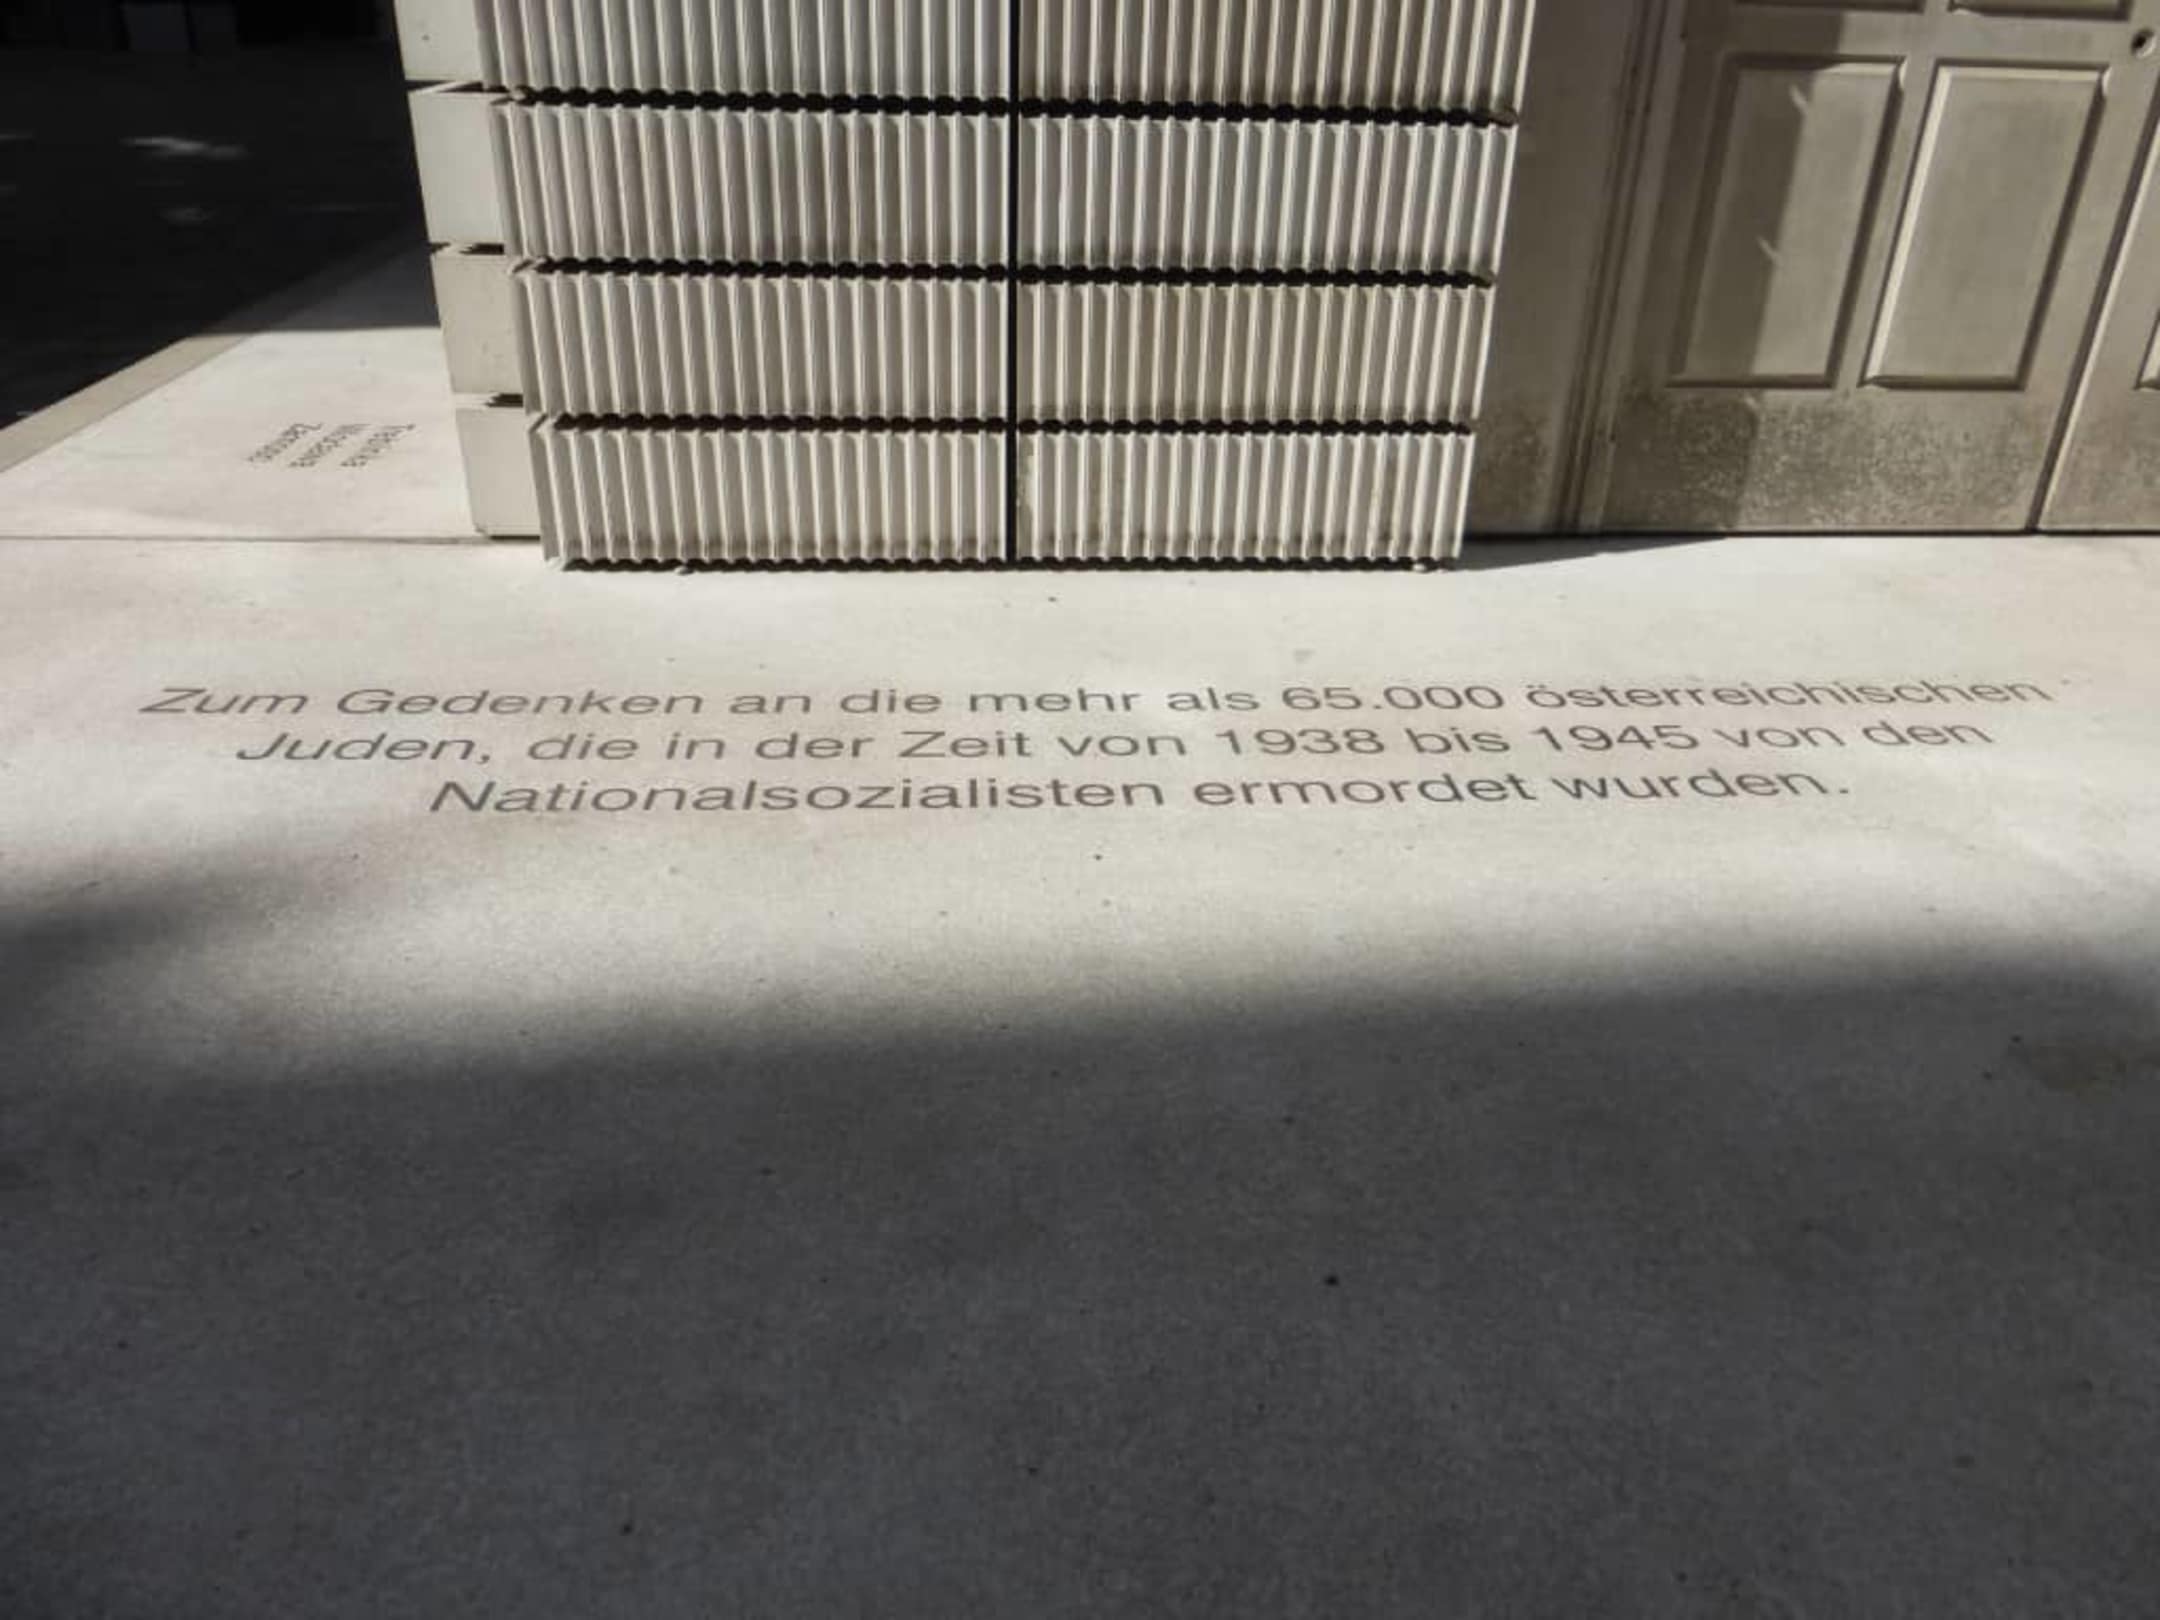 Zum Gedenken an die mehr als 65.000 österreichischen
Juden, die in der Zeit von 1938 bis 1945 von den
Nationalsozialisten ermordet wurden.